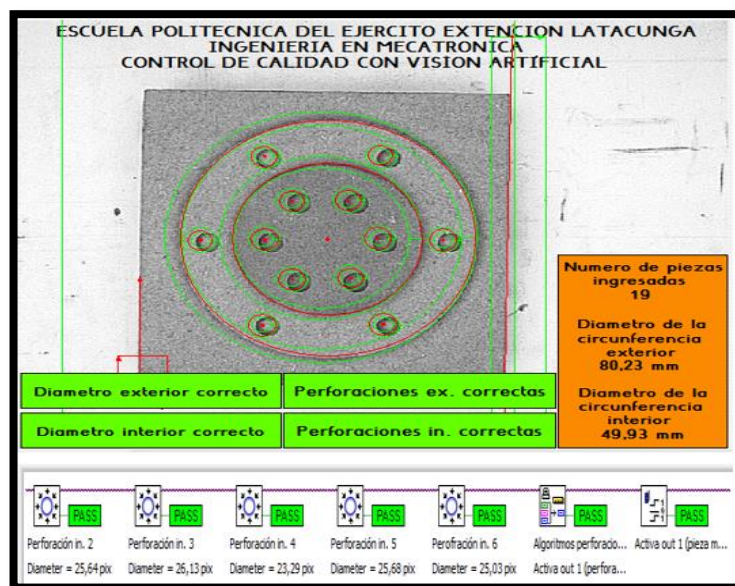 ESCUELA POLITECNICA DEL EJERCITO EXTENCION LATACUNGA
INGENIERIA EN MECATRONICA
CONTROL DE CALIDAD CON VISION ARTIFICIAL
Numero de piezas
ingresadas
19
Diametro de la
circunferencia
exterior
80,23 mm
Diametro de la
circunferencia
interior
49,93 mm
Diametro exterior correcto
Perforaciones ex. correctas
Diametro interior correcto
Perforaciones in. correctas
PASS
PASS
PASS
PASS
PASS
PASS
PASS
Perforación in. 2
Perforación in. 3
Perforación in. 4
Perforación in. 5
Perofración in. 6
Algoritmos perforacio...
Activa out 1 (pieza m...
Diameter = 25,64 pix
Diameter = 26,13 pix
Diameter = 23,29 pix
Diameter = 25,68 pix
Diameter = 25,03 pix
Activa out 1 (perfora...